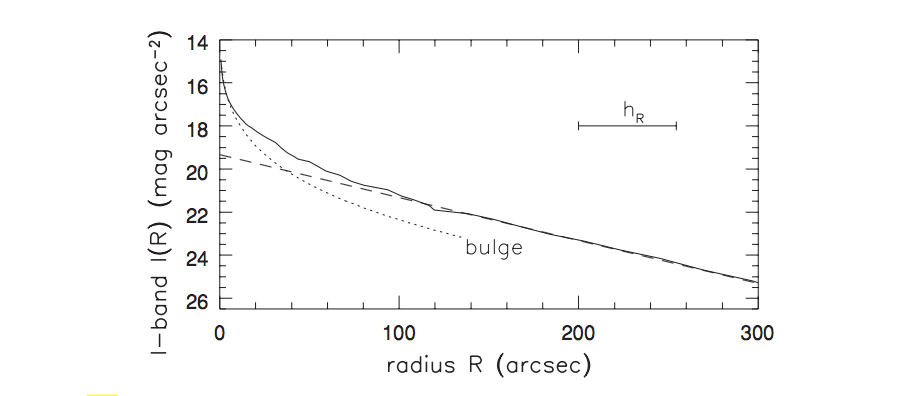 I-band I(R) (mag arcsec⁻²)
14
16
18
20
22
24
26
h_R
bulge
0
100
200
300
radius R (arcsec)